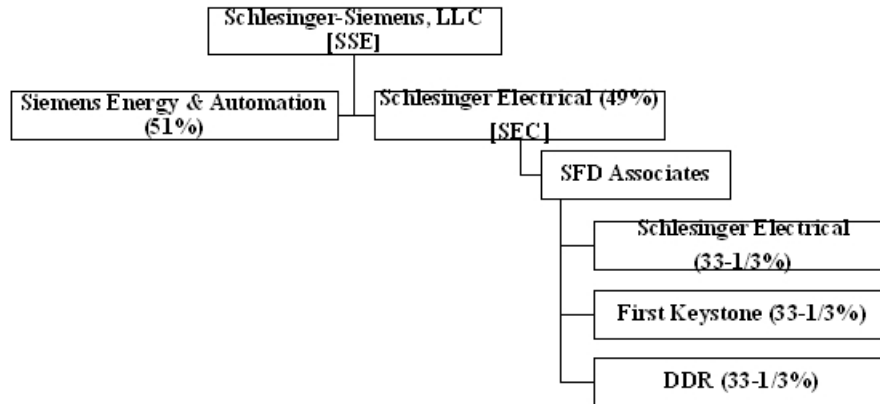 Schlesinger-Siemens, LLC
[SSE]
Siemens Energy & Automation
(51%)
Schlesinger Electrical (49%)
[SEC]
SFD Associates
Schlesinger Electrical
(33-1/3%)
First Keystone (33-1/3%)
DDR (33-1/3%)